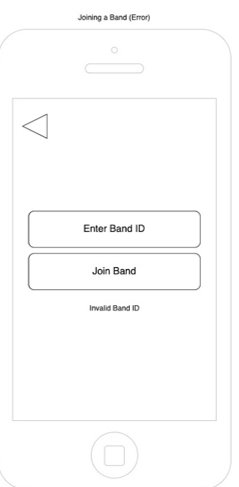 Joining a Band (Error)
Enter Band ID
Join Band
Invalid Band ID